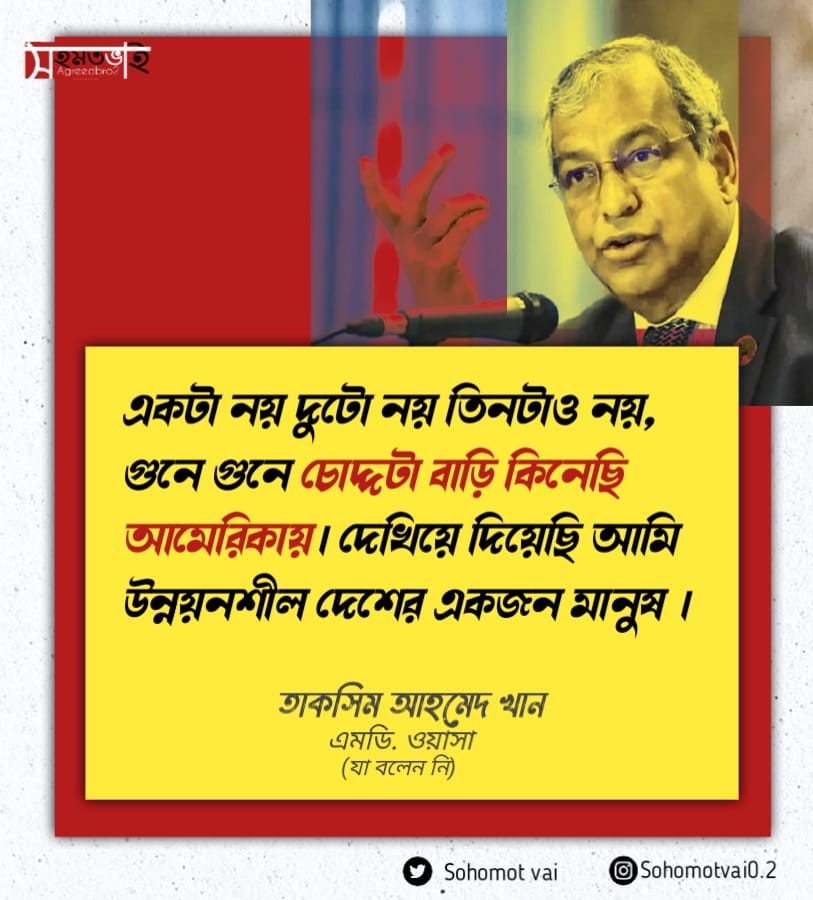 সহমতভাই
Agreeabro2
একটা নয় দুটো নয় তিনটাও নয়,
গুনে গুনে চোদ্দটা বাড়ি কিনেছি
আমেরিকায়। দেখিয়ে দিয়েছি আমি
উন্নয়নশীল দেশের একজন মানুষ ।
তাকসিম আহমেদ খান
এমডি. ওয়াসা
(যা বলেন নি)
Sohomot vai
Sohomotvai0.2